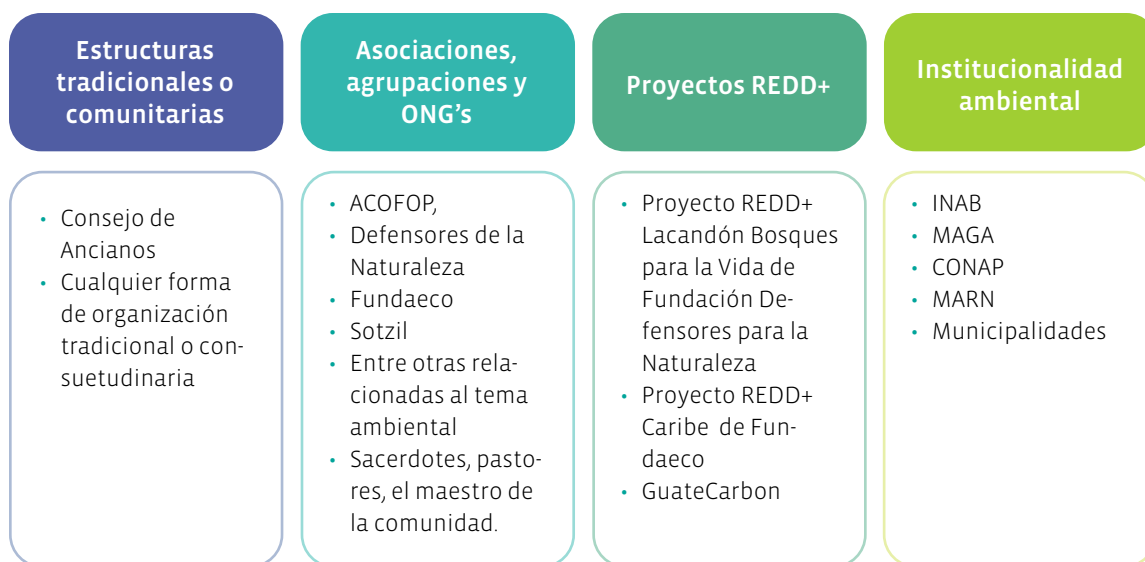 Estructuras
tradicionales o
comunitarias
• Consejo de
Ancianos
• Cualquier forma
de organización
tradicional o con-
suetudinaria
Asociaciones,
agrupaciones y
ONG’s
• ACOFOP,
• Defensores de la
Naturaleza
• Fundaeco
• Sotzil
• Entre otras rela-
cionadas al tema
ambiental
• Sacerdotes, pasto-
res, el maestro de
la comunidad.
Proyectos REDD+
• Proyecto REDD+
Lacandón Bosques
para la Vida de
Fundación De-
fensores para la
Naturaleza
• Proyecto REDD+
Caribe de Fun-
daeco
• GuateCarbon
Institucionalidad
ambiental
• INAB
• MAGA
• CONAP
• MARN
• Municipalidades